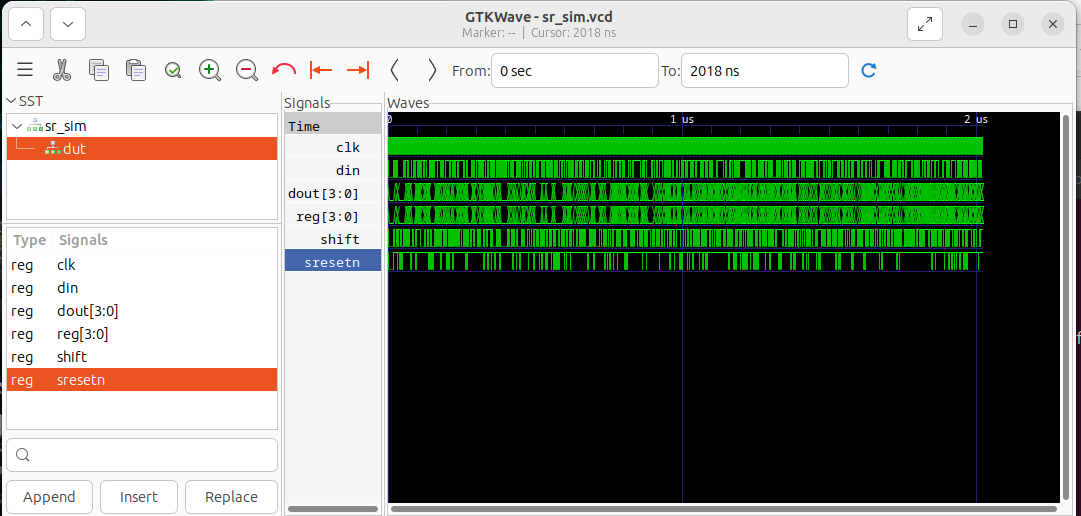 GTKWave - sr_sim.vcd
Marker: -- | Cursor: 2018 ns
From: 0 sec To: 2018 ns
SST
sr_sim
dut
Type Signals
reg clk
reg din
reg dout[3:0]
reg reg[3:0]
reg shift
reg sresetn
Append Insert Replace
Signals
Time
clk
din
dout[3:0]
reg[3:0]
shift
sresetn
Waves
0 1 us 2 us